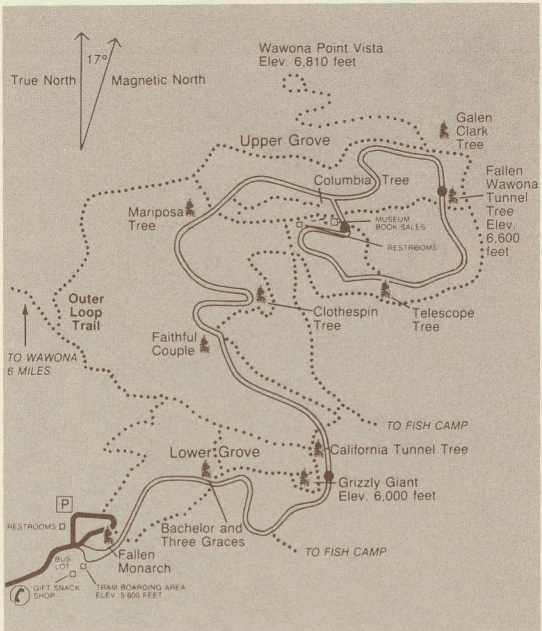 Wawona Point Vista
Elev. 6,810 feet
17°
True North
Magnetic North
Galen
Clark
Tree
Upper Grove
Columbia Tree
Fallen
Wawona
Tunnel
Tree
Elev.
6,600
feet
Mariposa
Tree
MUSEUM
BOOK SALES
RESTROOMS
Outer
Loop
Trail
Clothespin
Tree
Telescope
Tree
Faithful
Couple
TO WAWONA
6 MILES
TO FISH CAMP
Lower Grove
California Tunnel Tree
Grizzly Giant
Elev. 6,000 feet
P
RESTROOMS
Bachelor and
Three Graces
TO FISH CAMP
Fallen
Monarch
BUS
LOT
GIFT SNACK
SHOP
TRAM BOARDING AREA
ELEV 5 600 FEET